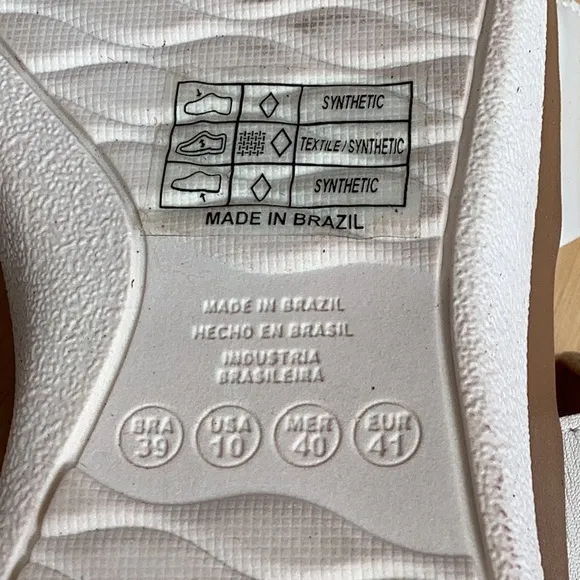 SYNTHETIC
TEXTILE/SYNTHETIC
SYNTHETIC
MADE IN BRAZIL
MADE IN BRAZIL
HECHO EN BRASIL
INDUSTRIA
BRASILEIRA
BRA USA MER EUR
39 10 40 41